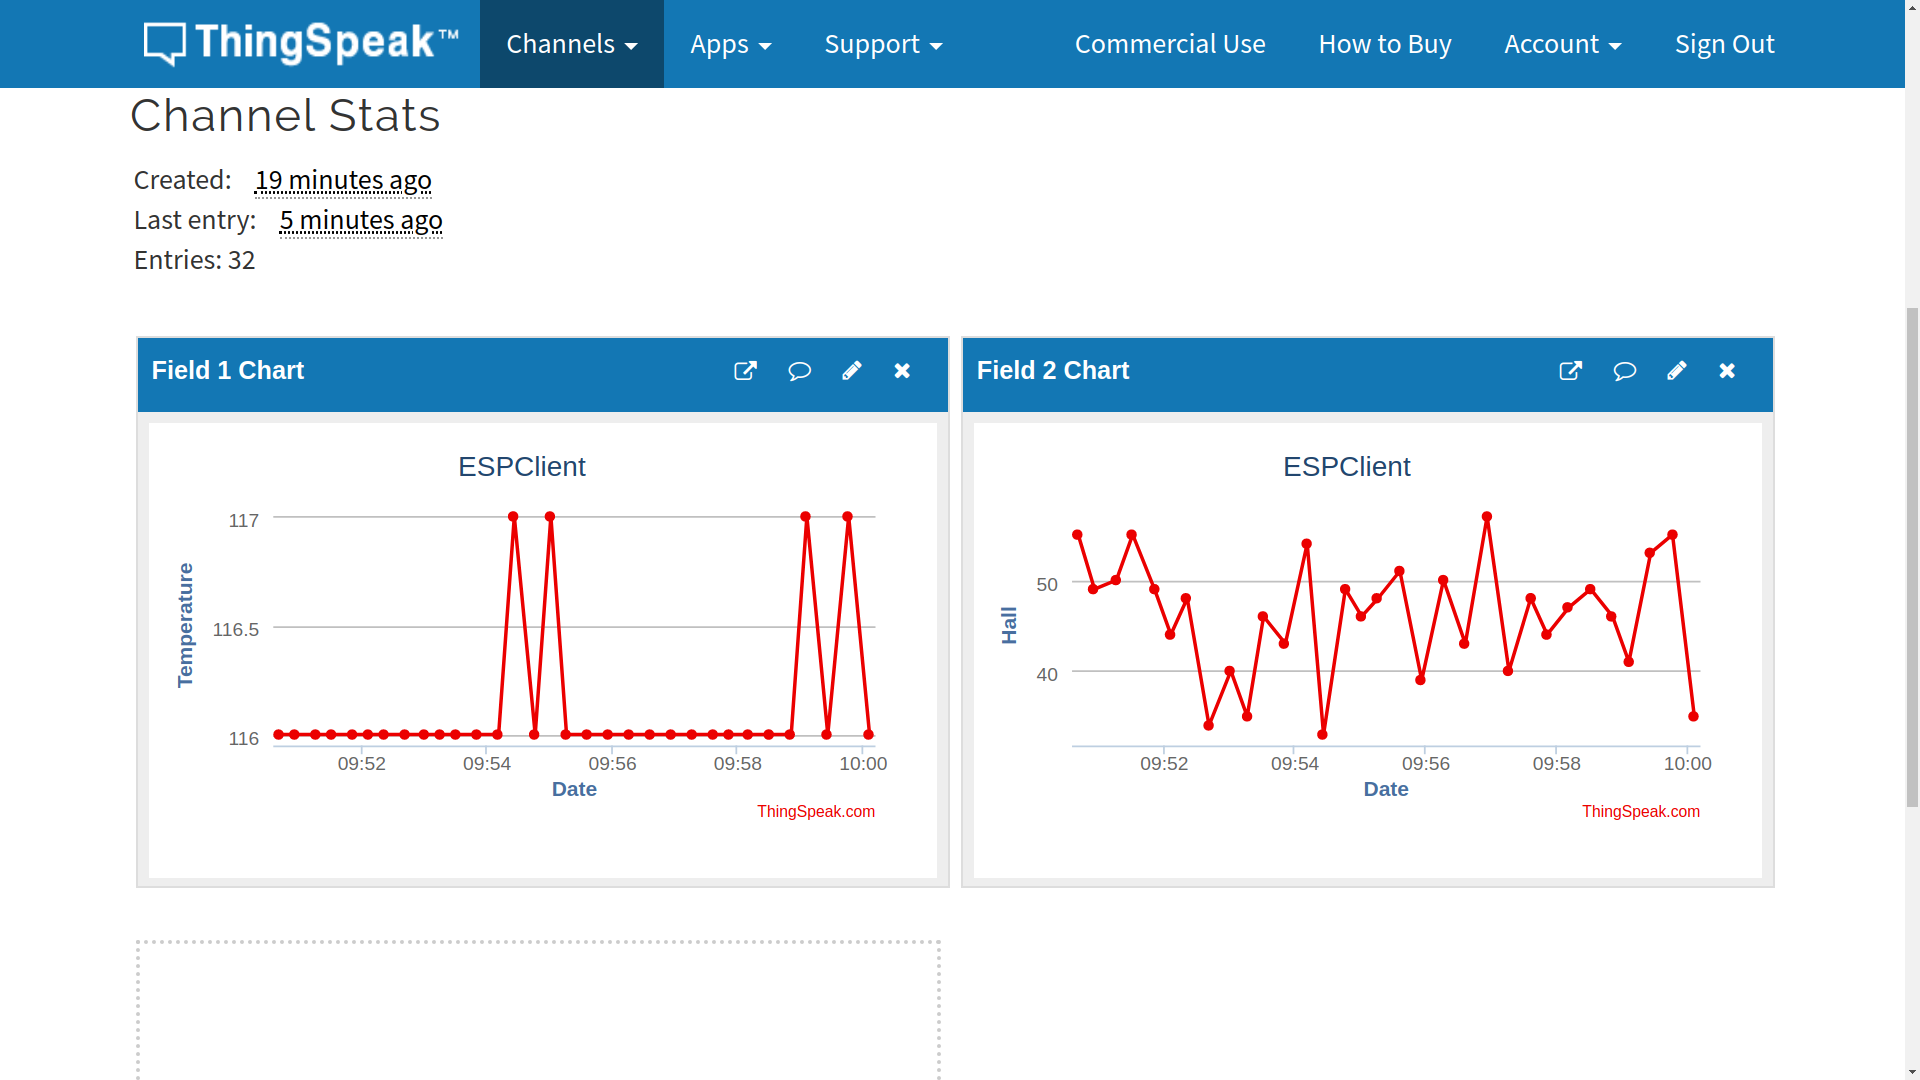 ThingSpeak™ Channels Apps Support Commercial Use How to Buy Account Sign Out
Channel Stats
Created: 19 minutes ago
Last entry: 5 minutes ago
Entries: 32
Field 1 Chart
ESPClient
Temperature
117
116.5
116
09:52 09:54 09:56 09:58 10:00
Date
ThingSpeak.com
Field 2 Chart
ESPClient
Hall
50
40
09:52 09:54 09:56 09:58 10:00
Date
ThingSpeak.com